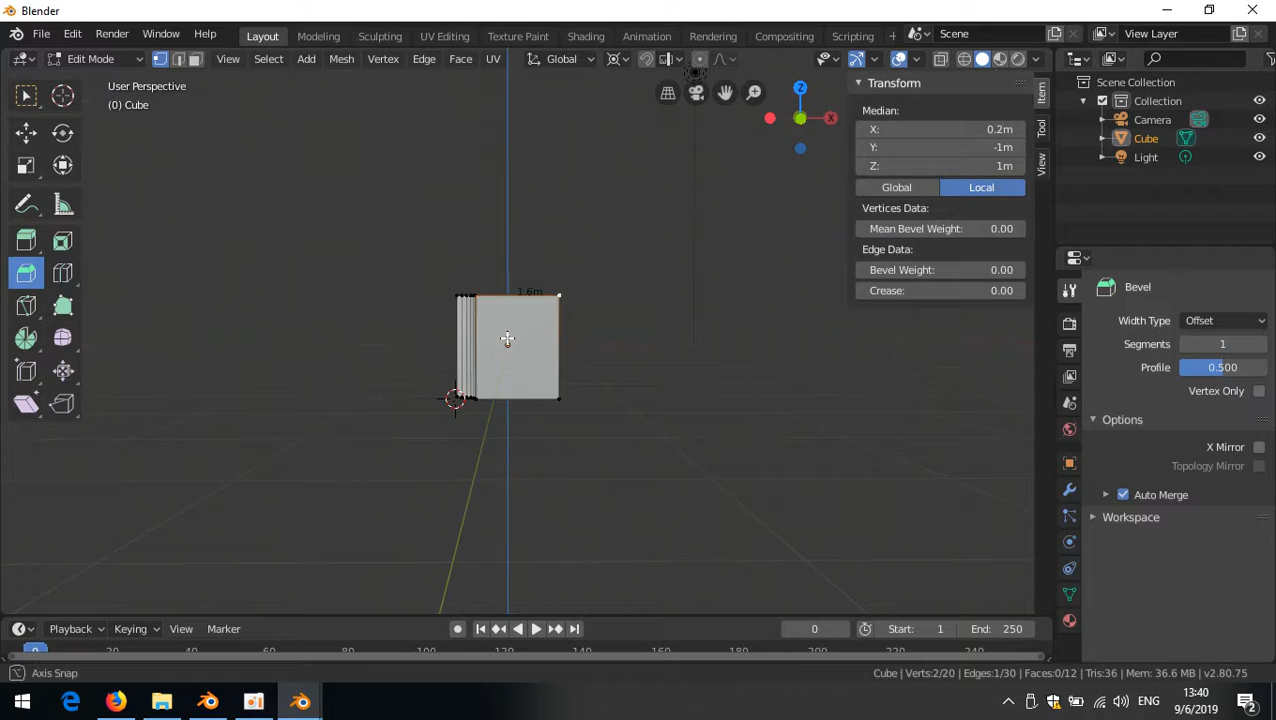 Blender
File Edit Render Window Help
Layout Modeling Sculpting UV Editing Texture Paint Shading Animation Rendering Compositing Scripting + Scene View Layer
Edit Mode View Select Add Mesh Vertex Edge Face UV Global
User Perspective
(0) Cube
Z
X
1.6m
Transform
Median:
X: 0.2m
Y: -1m
Z: 1m
Global Local
Vertices Data:
Mean Bevel Weight: 0.00
Edge Data:
Bevel Weight: 0.00
Crease: 0.00
Item
Tool
View
Scene Collection
Collection
Camera
Cube
Light
Bevel
Width Type Offset
Segments 1
Profile 0.500
Vertex Only
Options
X Mirror
Topology Mirror
Auto Merge
Workspace
Playback Keying View Marker 0 Start: 1 End: 250
0 20 40 60 80 100 120 140 160 180 200 220 240
Axis Snap
Cube | Verts:2/20 | Edges:1/30 | Faces:0/12 | Tris:36 | Mem: 36.6 MB | v2.80.75
ENG
13:40
9/6/2019
2